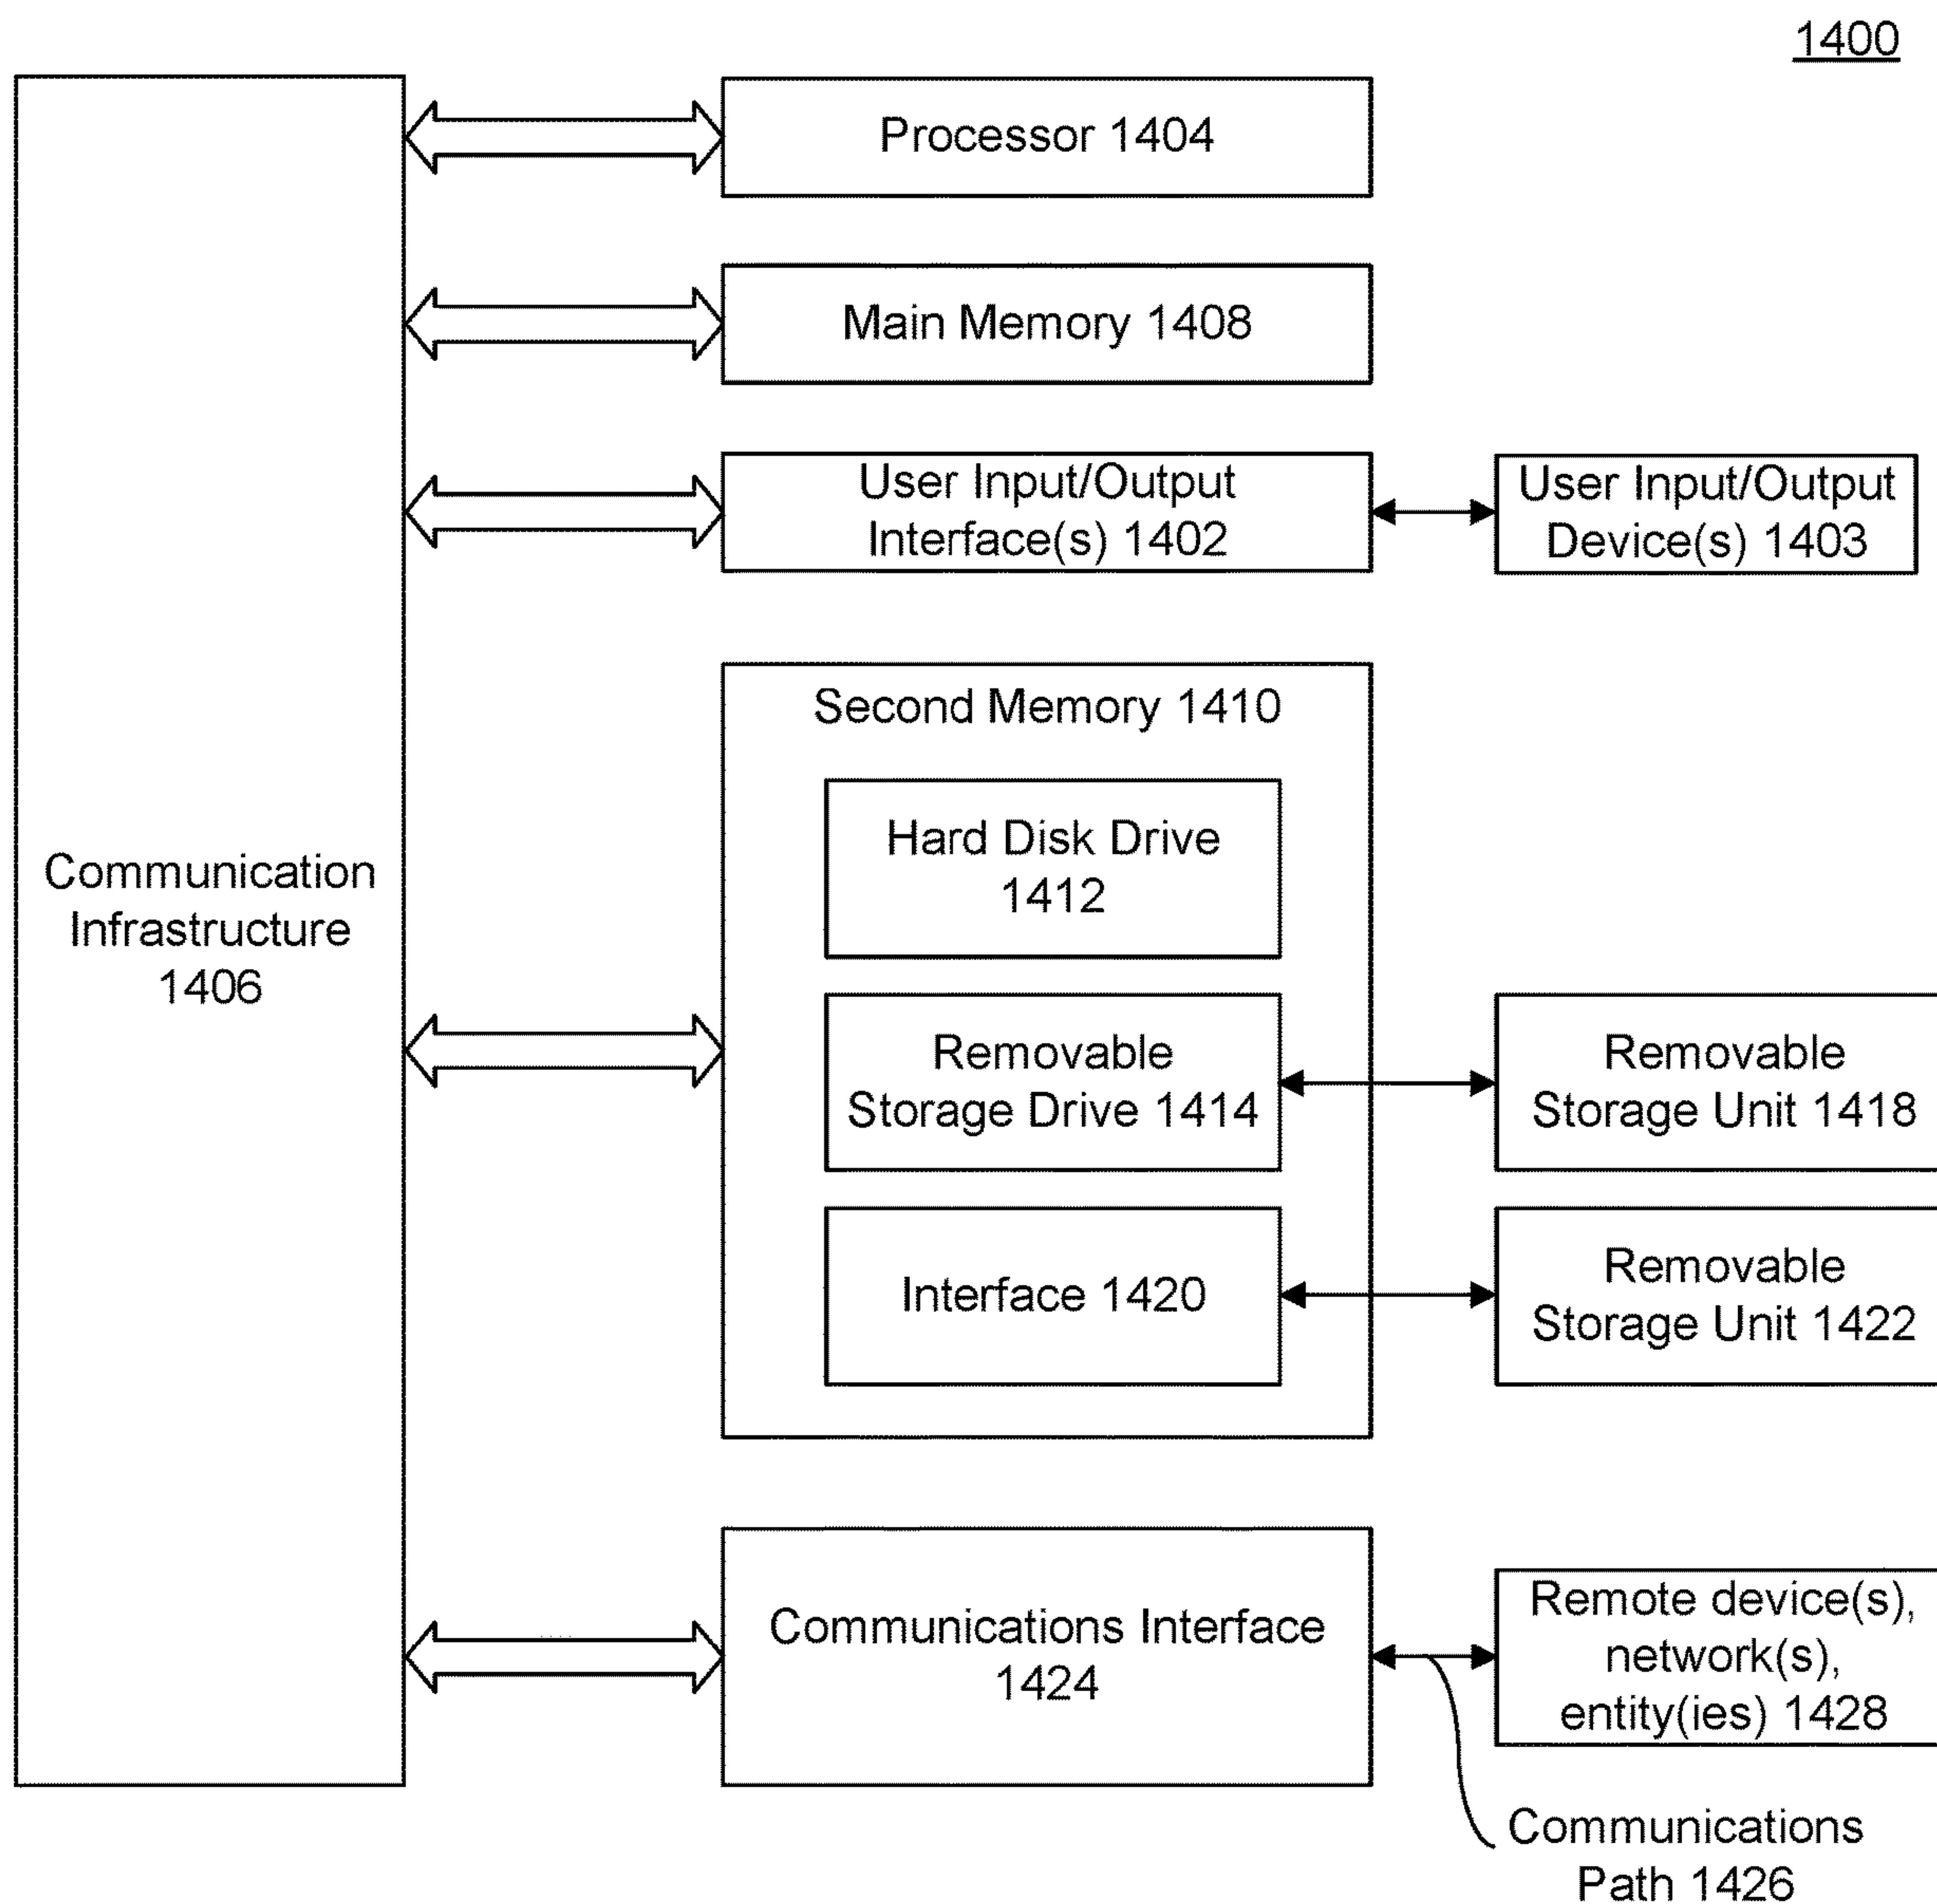 1400
Processor 1404
Main Memory 1408
User Input/Output
Interface(s) 1402
User Input/Output
Device(s) 1403
Second Memory 1410
Hard Disk Drive
1412
Communication
Infrastructure
1406
Removable
Storage Drive 1414
Removable
Storage Unit 1418
Interface 1420
Removable
Storage Unit 1422
Communications Interface
1424
Remote device(s),
network(s),
entity(ies) 1428
Communications
Path 1426